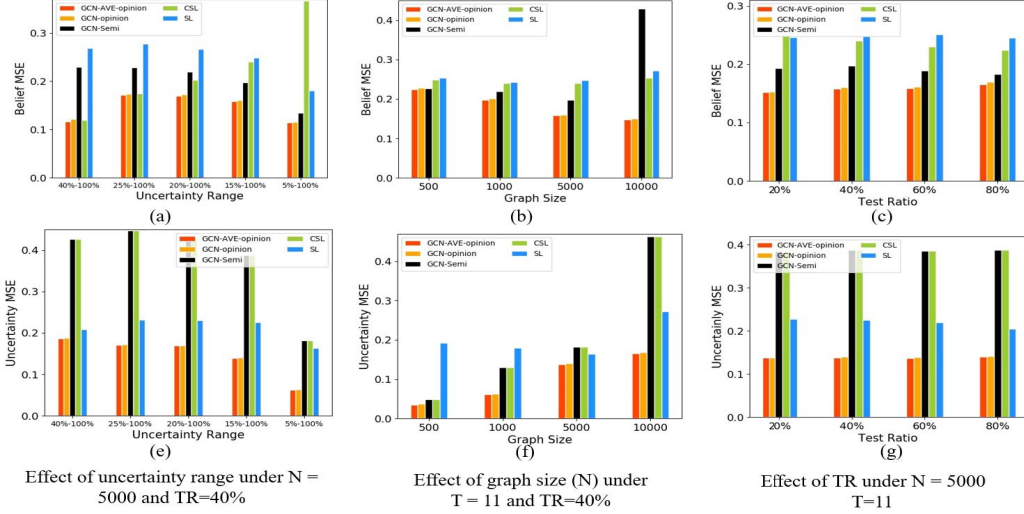 GCN-AVE-opinion
GCN-opinion
GCN-Semi
CSL
SL
Belief MSE
0.3
0.2
0.1
0.0
40%-100% 25%-100% 20%-100% 15%-100% 5%-100%
Uncertainty Range
(a)
GCN-AVE-opinion
GCN-opinion
GCN-Semi
CSL
SL
Belief MSE
0.4
0.3
0.2
0.1
0.0
500 1000 5000 10000
Graph Size
(b)
GCN-AVE-opinion
GCN-opinion
GCN-Semi
CSL
SL
Belief MSE
0.3
0.2
0.1
0.0
20% 40% 60% 80%
Test Ratio
(c)
GCN-AVE-opinion
GCN-opinion
GCN-Semi
CSL
SL
Uncertainty MSE
0.4
0.3
0.2
0.1
0.0
40%-100% 25%-100% 20%-100% 15%-100% 5%-100%
Uncertainty Range
(e)
GCN-AVE-opinion
GCN-opinion
GCN-Semi
CSL
SL
Uncertainty MSE
0.4
0.3
0.2
0.1
0.0
500 1000 5000 10000
Graph Size
(f)
GCN-AVE-opinion
GCN-opinion
GCN-Semi
CSL
SL
Uncertainly MSE
0.4
0.3
0.2
0.1
0.0
20% 40% 60% 80%
Test Ratio
(g)
Effect of uncertainty range under N =
5000 and TR=40%
Effect of graph size (N) under
T = 11 and TR=40%
Effect of TR under N = 5000
T=11